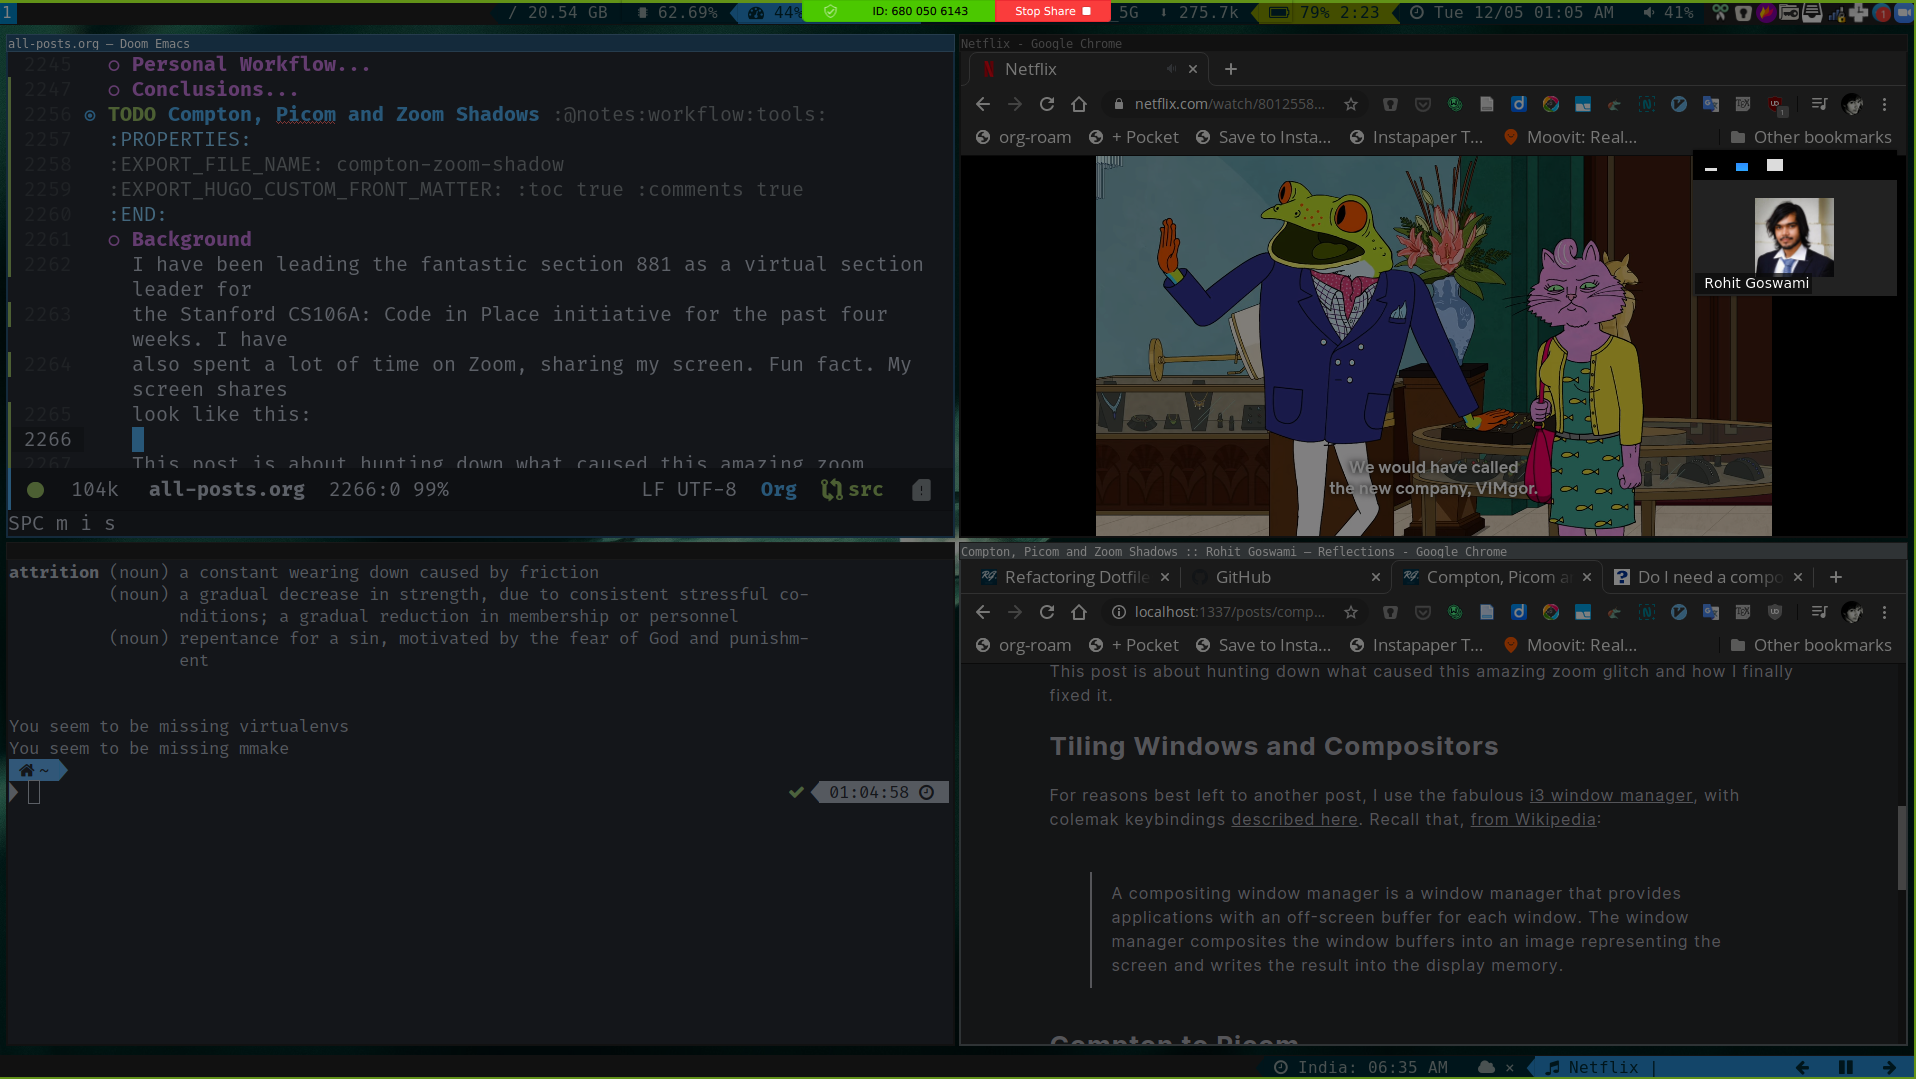 1
/ 20.54 GB
62.69%
44%
ID: 680 050 6143
Stop Share
5G
275.7k
79% 2:23
Tue 12/05 01:05 AM
41%
all-posts.org – Doom Emacs
2245 Personal Workflow...
2247 Conclusions...
2256 TODO Compton, Picom and Zoom Shadows :@notes:workflow:tools:
2257 :PROPERTIES:
2258 :EXPORT_FILE_NAME: compton-zoom-shadow
2259 :EXPORT_HUGO_CUSTOM_FRONT_MATTER: :toc true :comments true
2260 :END:
2261 Background
2262 I have been leading the fantastic section 881 as a virtual section
leader for
2263 the Stanford CS106A: Code in Place initiative for the past four
weeks. I have
2264 also spent a lot of time on Zoom, sharing my screen. Fun fact. My
screen shares
2265 look like this:
2266
2267 This post is about hunting down what caused this amazing zoom
104k all-posts.org 2266:0 99% LF UTF-8 Org src
SPC m i s
Netflix - Google Chrome
Netflix
netflix.com/watch/8012558...
org-roam + Pocket Save to Insta... Instapaper T... Moovit: Real... Other bookmarks
Rohit Goswami
We would have called
the new company, VIMgor.
attrition (noun) a constant wearing down caused by friction
(noun) a gradual decrease in strength, due to consistent stressful co-
nditions; a gradual reduction in membership or personnel
(noun) repentance for a sin, motivated by the fear of God and punishm-
ent
You seem to be missing virtualenvs
You seem to be missing mmake
~
01:04:58
Compton, Picom and Zoom Shadows :: Rohit Goswami – Reflections - Google Chrome
Refactoring Dotfile GitHub Compton, Picom a Do I need a compo
localhost:1337/posts/comp...
org-roam + Pocket Save to Insta... Instapaper T... Moovit: Real... Other bookmarks
This post is about hunting down what caused this amazing zoom glitch and how I finally
fixed it.
Tiling Windows and Compositors
For reasons best left to another post, I use the fabulous i3 window manager, with
colemak keybindings described here. Recall that, from Wikipedia:
A compositing window manager is a window manager that provides
applications with an off-screen buffer for each window. The window
manager composites the window buffers into an image representing the
screen and writes the result into the display memory.
Compton to Picom
India: 06:35 AM
Netflix |